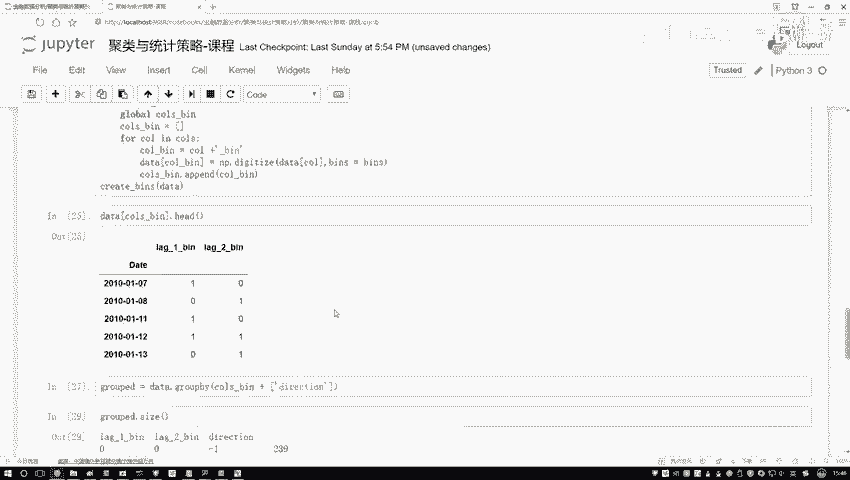 jupyter 聚类与统计策略-课程 Last Checkpoint: Last Sunday at 5:54 PM (unsaved changes)
Logout
File Edit View Insert Cell Kernel Widgets Help
Trusted Python 3
Code
global cols_bin
cols_bin = []
for col in cols:
col_bin = col +'_bin'
data[col_bin] = np.digitize(data[col],bins = bins)
cols_bin.append(col_bin)
create_bins(data)
In [25]: data[cols_bin].head()
Out[25]:
lag_1_bin lag_2_bin
Date
2010-01-07 1 0
2010-01-08 0 1
2010-01-11 1 0
2010-01-12 1 1
2010-01-13 0 1
In [27]: grouped = data.groupby(cols_bin + ['direction'])
In [29]: grouped.size()
Out[29]: lag_1_bin lag_2_bin direction
0 0 -1 239
15:46